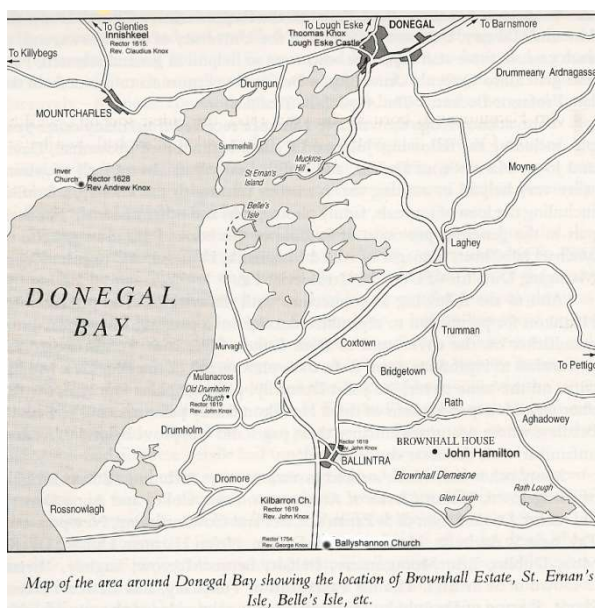 To Glenties
Innishkeel
Rector 1615.
Rev. Claudius Knox
To Killybegs
MOUNTCHARLES
Drumgun
To Lough Eske
DONEGAL
Thoomas Knox
Lough Eske Castle
To Barnsmore
Drummeany Ardnagassa
Inver
Church
Rector 1628
Rev Andrew Knox
Summerhill
Muckros
Hill
St Ernan's
Island
Belle's
Isle
Moyne
Laghey
DONEGAL
BAY
Murvagh
Coxtown
Trumman
Bridgetown
To Pettigo
Mullanacross
Old Drumholm
Church
Rector 1619
Rev. John Knox
Rath
Aghadowey
Drumholm
Rector 1619
Rev. John Knox
BALLINTRA
BROWNHALL HOUSE
John Hamilton
Brownhall Demesne
Dromore
Glen Lough
Rath Lough
Rossnowlagh
Kilbarron Ch.
Rector 1619
Rev. John Knox
Rector 1754
Rev. George Knox
Ballyshannon Church
Map of the area around Donegal Bay showing the location of Brownhall Estate, St. Ernan's
Isle, Belle's Isle, etc.